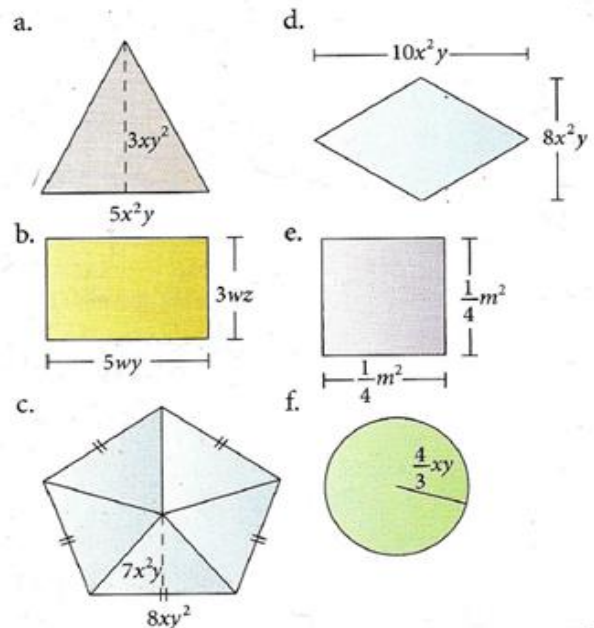 a.
3xy²
5x²y
b.
3wz
5wy
c.
7x²y
8xy²
d.
10x²y
8x²y
e.
1/4 m²
1/4 m²
f.
4/3 xy